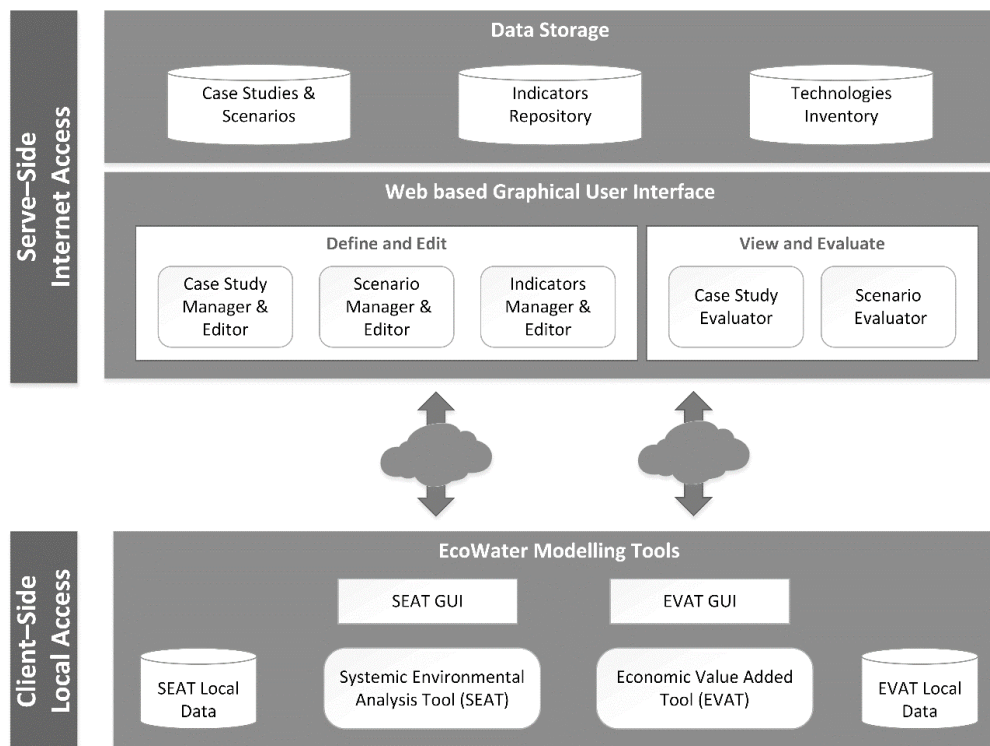 Serve–Side
Internet Access
Data Storage
Case Studies &
Scenarios
Indicators
Repository
Technologies
Inventory
Web based Graphical User Interface
Define and Edit
Case Study
Manager &
Editor
Scenario
Manager &
Editor
Indicators
Manager &
Editor
View and Evaluate
Case Study
Evaluator
Scenario
Evaluator
Client–Side
Local Access
EcoWater Modelling Tools
SEAT GUI
EVAT GUI
SEAT Local
Data
Systemic Environmental
Analysis Tool (SEAT)
Economic Value Added
Tool (EVAT)
EVAT Local
Data